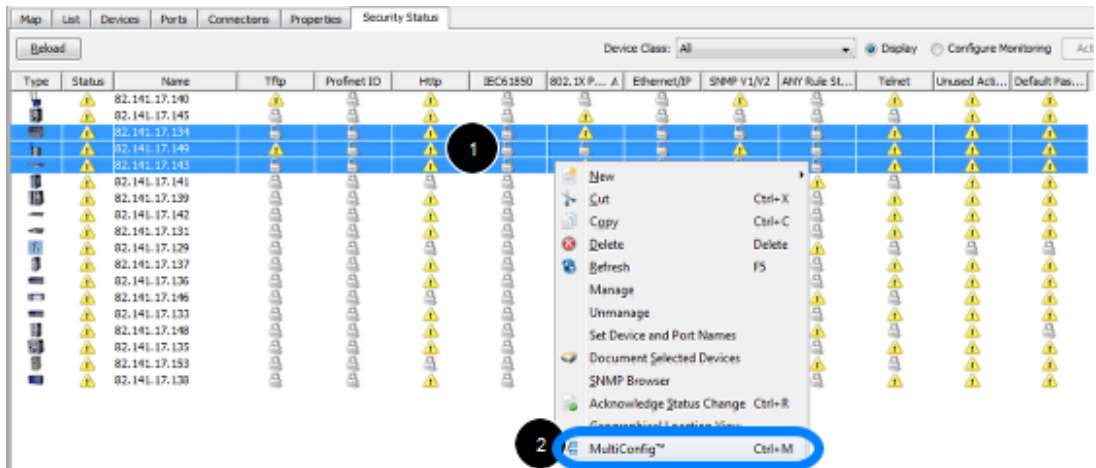 Map List Devices Ports Connections Properties Security Status
Reload Device Class: All Display Configure Monitoring Act
Type Status Name Tftp Profinet IO Http IEC61850 802.1X P... Ethernet/IP SNMP V1/V2 ANY Rule St... Telnet Unused Acti... Default Pas...
82.141.17.140
82.141.17.145
82.141.17.134
82.141.17.149
1
82.141.17.143
82.141.17.141
New
82.141.17.139
Cut Ctrl+X
82.141.17.142
Copy Ctrl+C
82.141.17.131
82.141.17.129
Delete Delete
82.141.17.137
Refresh F5
82.141.17.136
Manage
82.141.17.146
82.141.17.133
Unmanage
82.141.17.148
Set Device and Port Names
82.141.17.135
Document Selected Devices
82.141.17.153
82.141.17.138
SNMP Browser
Acknowledge Status Change Ctrl+R
Geographical Location View
2
MultiConfig™ Ctrl+M